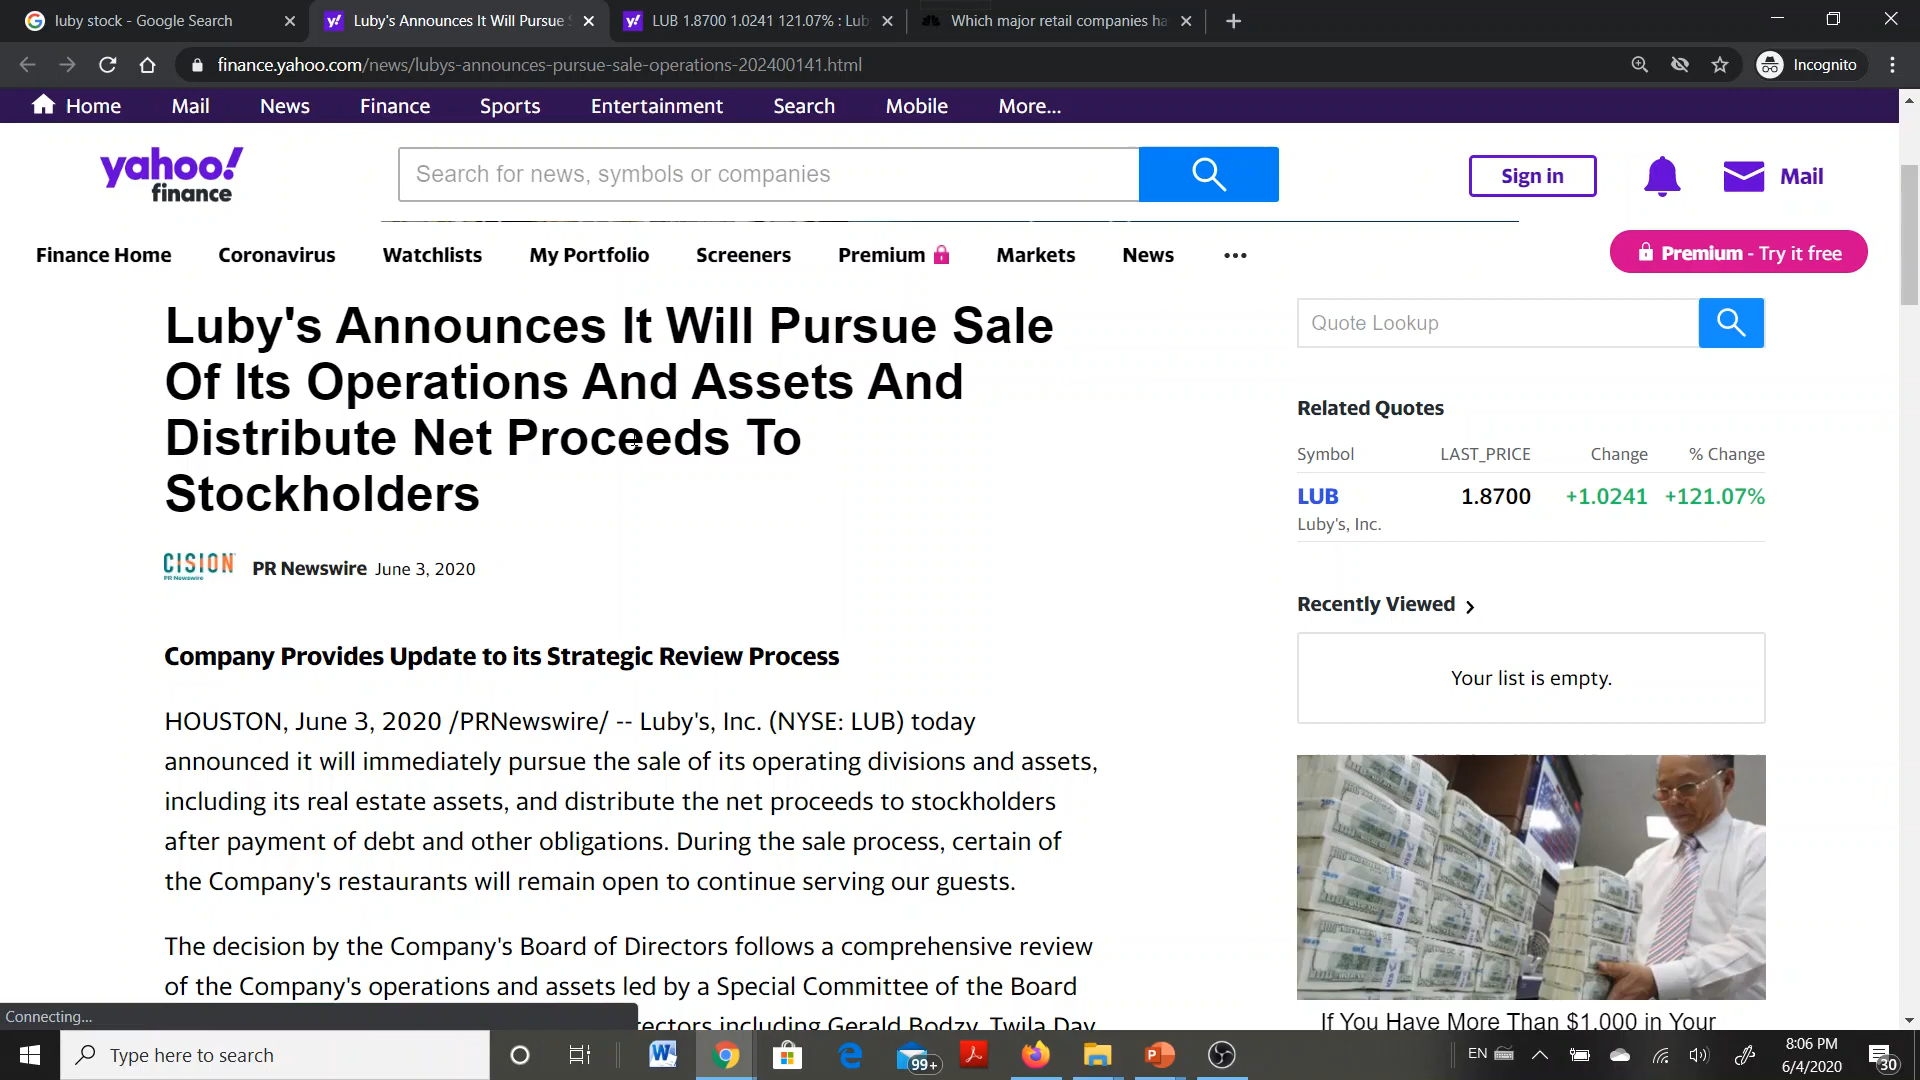 luby stock - Google Search
Luby's Announces It Will Pursue
LUB 1.8700 1.0241 121.07% : Lub
Which major retail companies ha
finance.yahoo.com/news/lubys-announces-pursue-sale-operations-202400141.html
Incognito
Home Mail News Finance Sports Entertainment Search Mobile More...
yahoo!
finance
Search for news, symbols or companies
Sign in
Mail
Finance Home Coronavirus Watchlists My Portfolio Screeners Premium Markets News
Premium - Try it free
Luby's Announces It Will Pursue Sale
Of Its Operations And Assets And
Distribute Net Proceeds To
Stockholders
CISION
PR Newswire
PR Newswire June 3, 2020
Company Provides Update to its Strategic Review Process
HOUSTON, June 3, 2020 /PRNewswire/ -- Luby's, Inc. (NYSE: LUB) today
announced it will immediately pursue the sale of its operating divisions and assets,
including its real estate assets, and distribute the net proceeds to stockholders
after payment of debt and other obligations. During the sale process, certain of
the Company's restaurants will remain open to continue serving our guests.
The decision by the Company's Board of Directors follows a comprehensive review
of the Company's operations and assets led by a Special Committee of the Board
rectors including Gerald Bodzy, Twila Day,
Quote Lookup
Related Quotes
Symbol LAST_PRICE Change % Change
LUB 1.8700 +1.0241 +121.07%
Luby's, Inc.
Recently Viewed
Your list is empty.
If You Have More Than $1,000 in Your
Connecting...
Type here to search
99+
EN
8:06 PM
6/4/2020
30